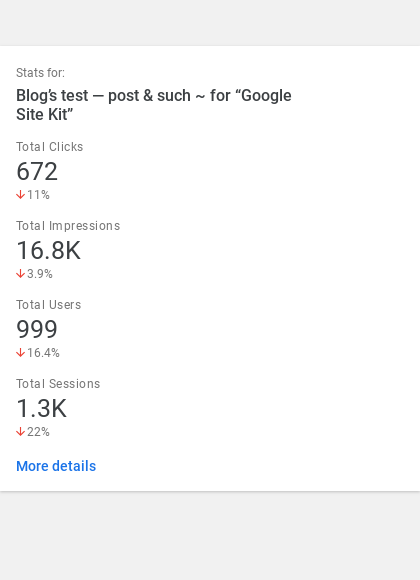 Stats for:
Blog’s test — post & such ~ for “Google
Site Kit”
Total Clicks
672
↓11%
Total Impressions
16.8K
↓3.9%
Total Users
999
↓16.4%
Total Sessions
1.3K
↓22%
More details